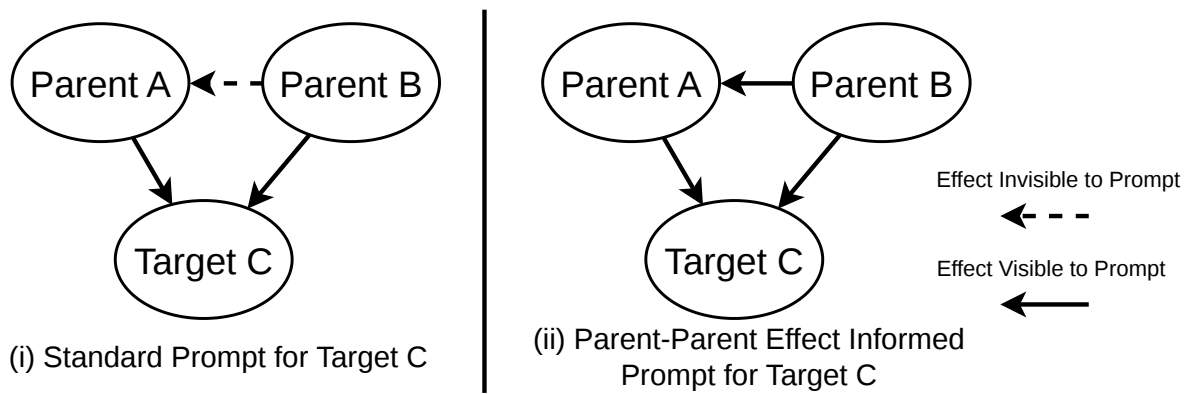 Parent A
Parent B
Target C
(i) Standard Prompt for Target C
Parent A
Parent B
Target C
(ii) Parent-Parent Effect Informed
Prompt for Target C
Effect Invisible to Prompt
Effect Visible to Prompt